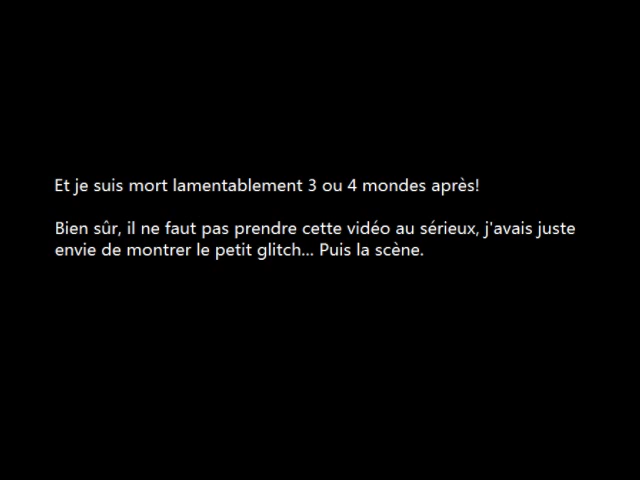 Et je suis mort lamentablement 3 ou 4 mondes après!
Bien sûr, il ne faut pas prendre cette vidéo au sérieux, j'avais juste
envie de montrer le petit glitch... Puis la scène.